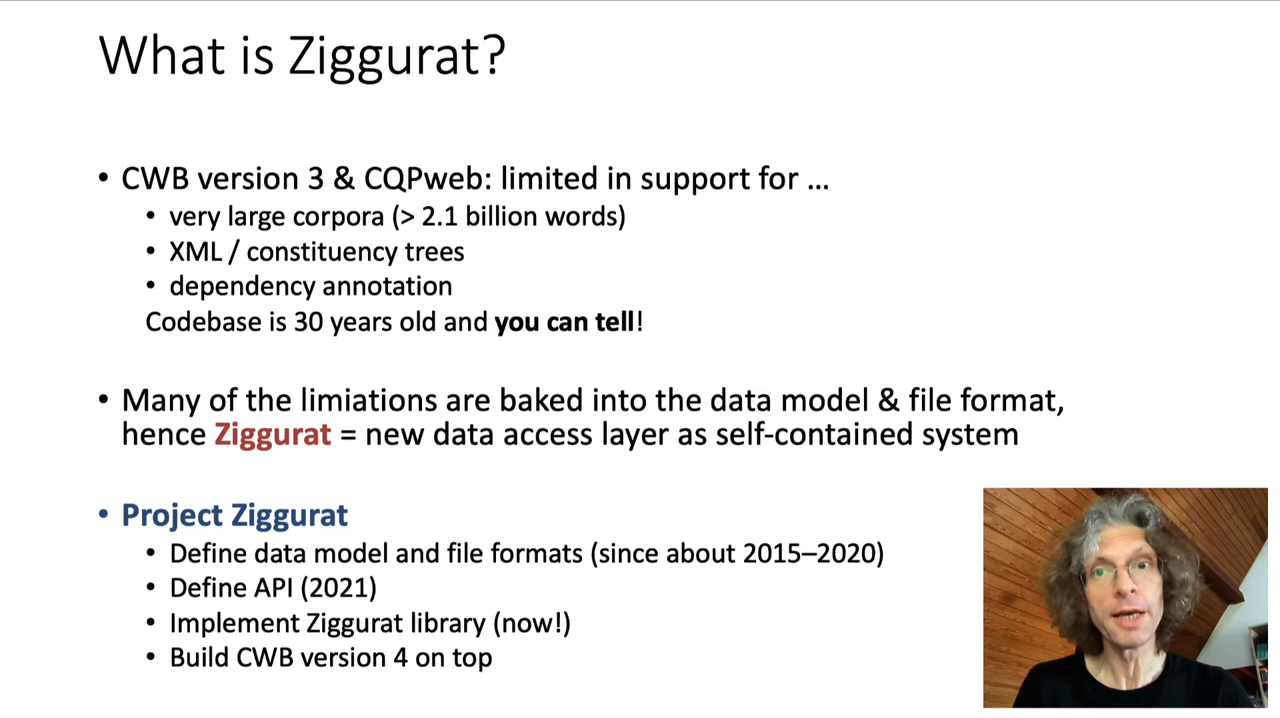 What is Ziggurat?
• CWB version 3 & CQPweb: limited in support for …
• very large corpora (> 2.1 billion words)
• XML / constituency trees
• dependency annotation
Codebase is 30 years old and you can tell!
• Many of the limiations are baked into the data model & file format,
hence Ziggurat = new data access layer as self-contained system
• Project Ziggurat
• Define data model and file formats (since about 2015–2020)
• Define API (2021)
• Implement Ziggurat library (now!)
• Build CWB version 4 on top